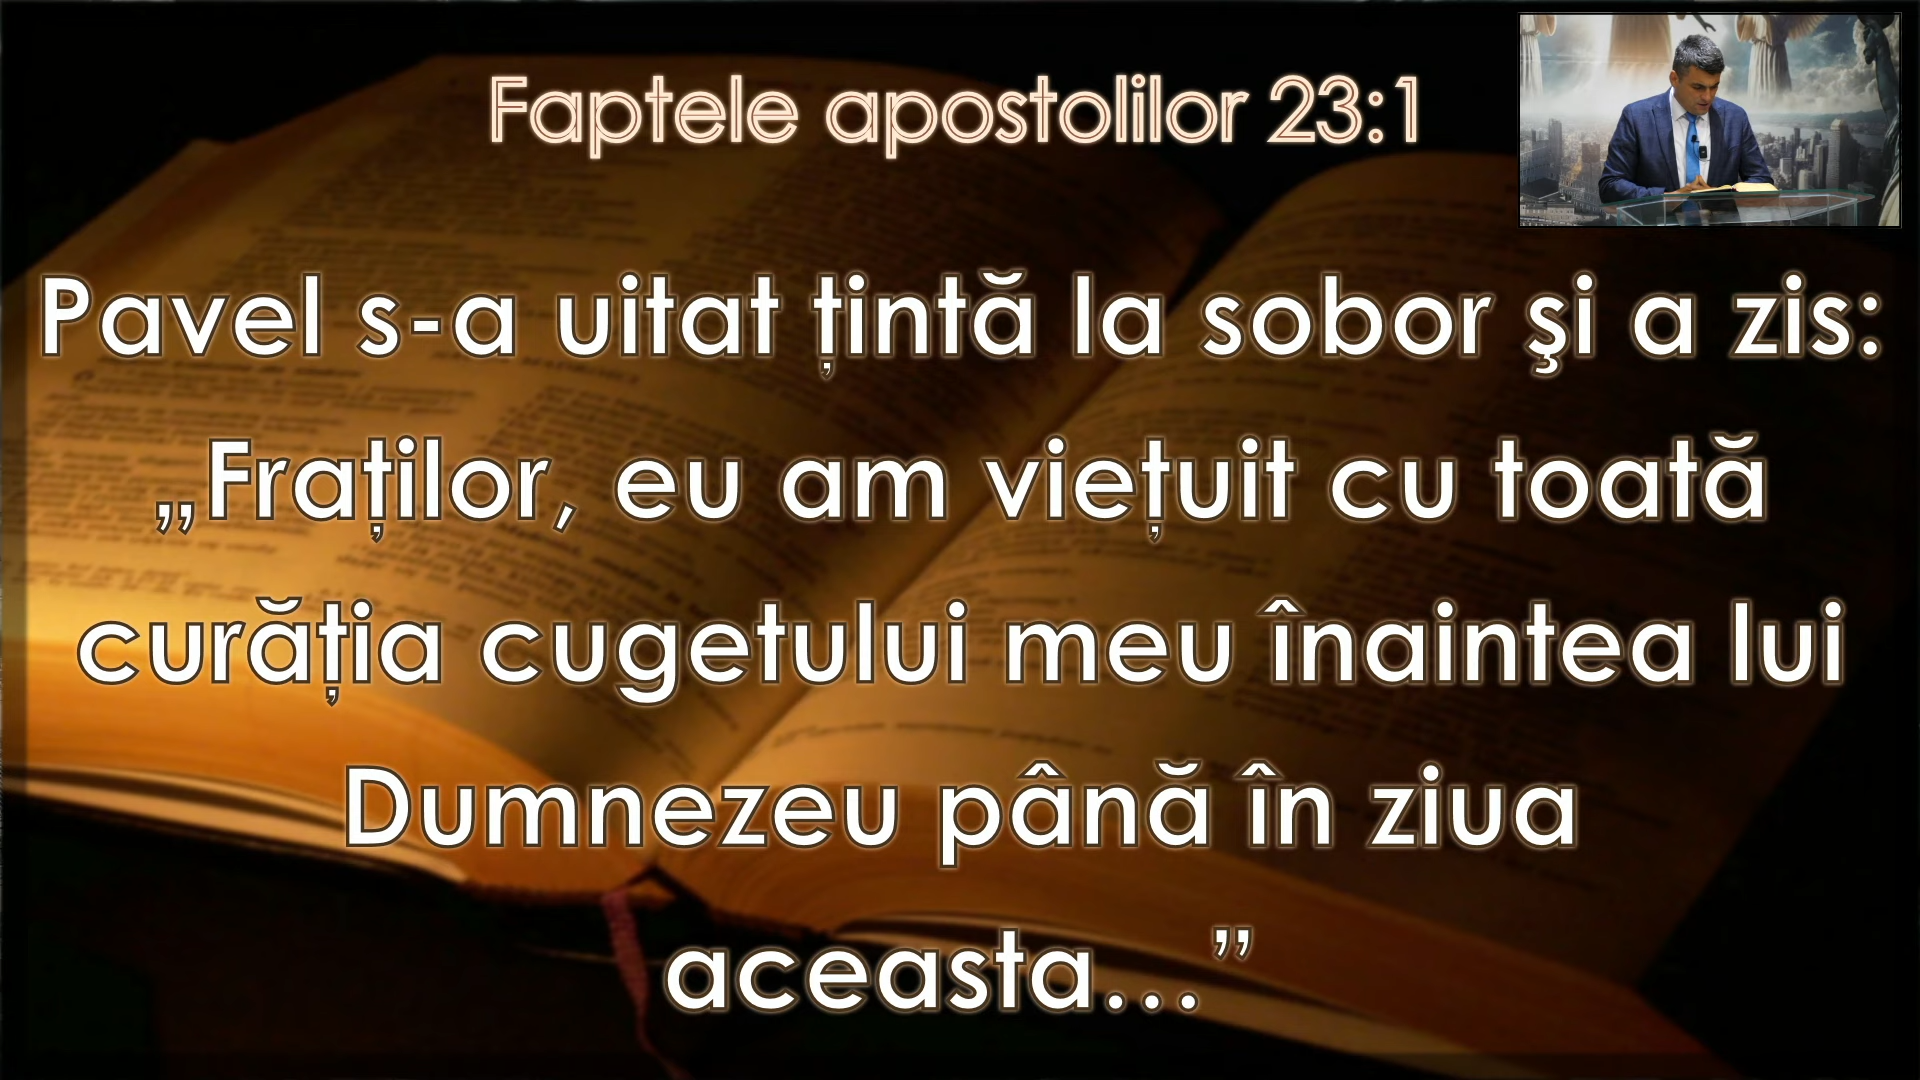 Faptele apostolilor 23:1
Pavel s-a uitat țintă la sobor şi a zis:
„Fraților, eu am viețuit cu toată
curăția cugetului meu înaintea lui
Dumnezeu până în ziua
aceasta...”